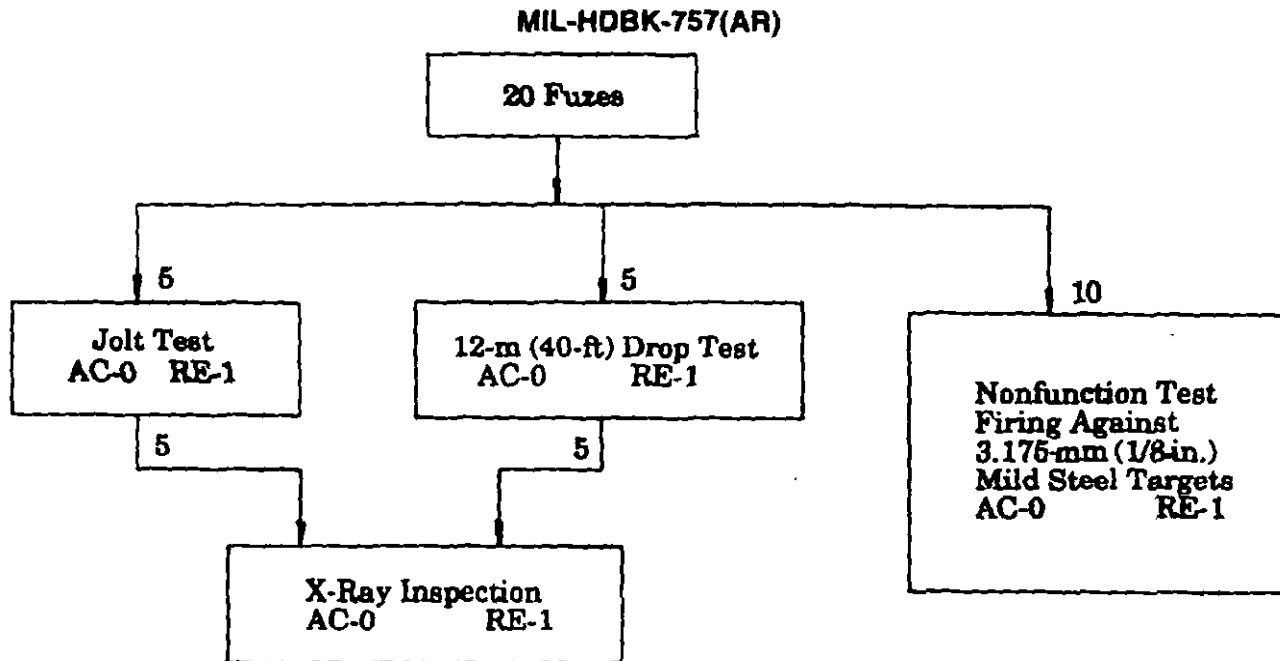 MIL-HDBK-757(AR)
20 Fuzes
5
5
10
Jolt Test
AC-0 RE-1
12-m (40-ft) Drop Test
AC-0 RE-1
Nonfunction Test
Firing Against
3.175-mm (1/8-in.)
Mild Steel Targets
AC-0 RE-1
5
5
X-Ray Inspection
AC-0 RE-1